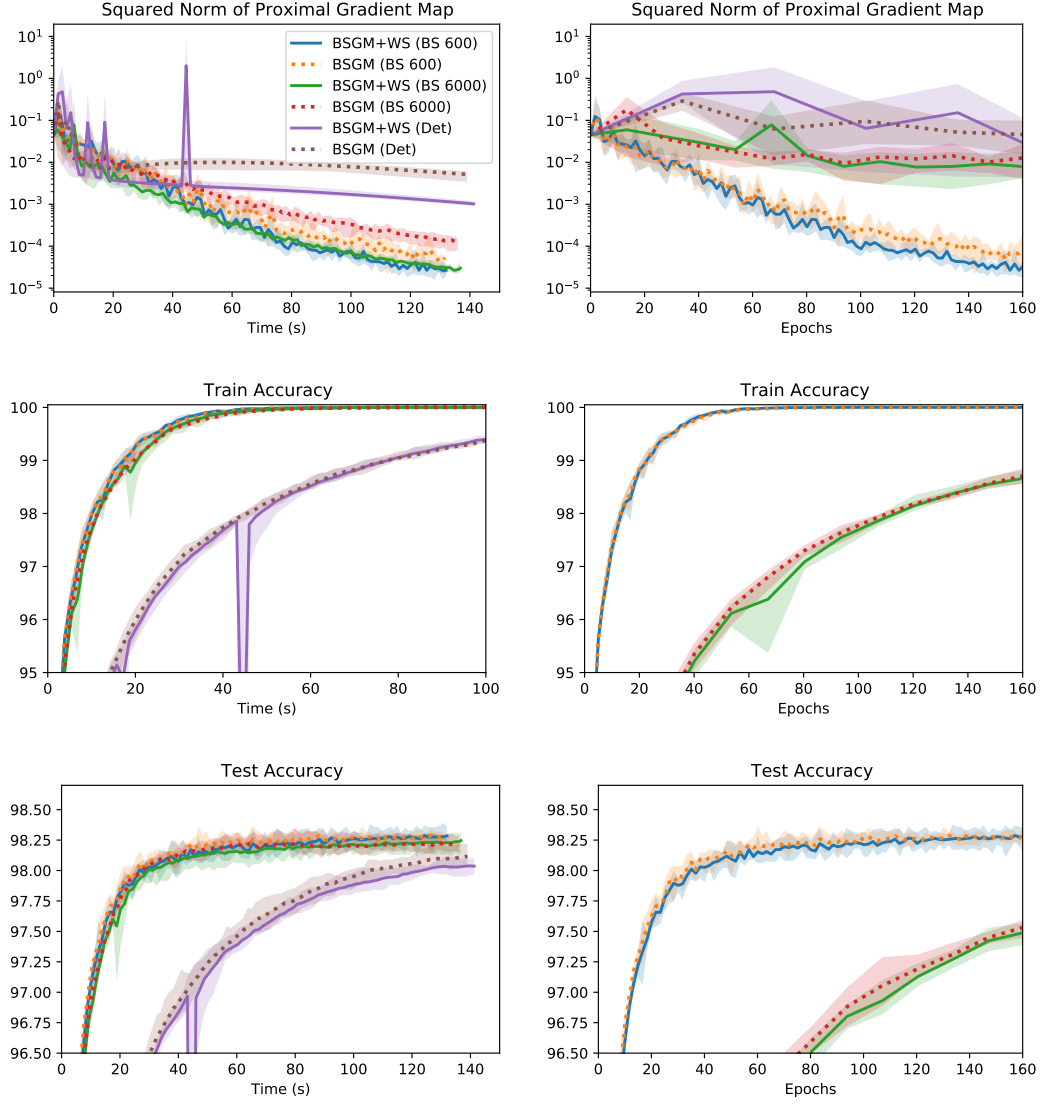 Squared Norm of Proximal Gradient Map
10¹
10⁰
10⁻¹
10⁻²
10⁻³
10⁻⁴
10⁻⁵
BSGM+WS (BS 600)
BSGM (BS 600)
BSGM+WS (BS 6000)
BSGM (BS 6000)
BSGM+WS (Det)
BSGM (Det)
0 20 40 60 80 100 120 140
Time (s)
Squared Norm of Proximal Gradient Map
10¹
10⁰
10⁻¹
10⁻²
10⁻³
10⁻⁴
10⁻⁵
0 20 40 60 80 100 120 140 160
Epochs
Train Accuracy
100
99
98
97
96
95
0 20 40 60 80 100
Time (s)
Train Accuracy
100
99
98
97
96
95
0 20 40 60 80 100 120 140 160
Epochs
Test Accuracy
98.50
98.25
98.00
97.75
97.50
97.25
97.00
96.75
96.50
0 20 40 60 80 100 120 140
Time (s)
Test Accuracy
98.50
98.25
98.00
97.75
97.50
97.25
97.00
96.75
96.50
0 20 40 60 80 100 120 140 160
Epochs